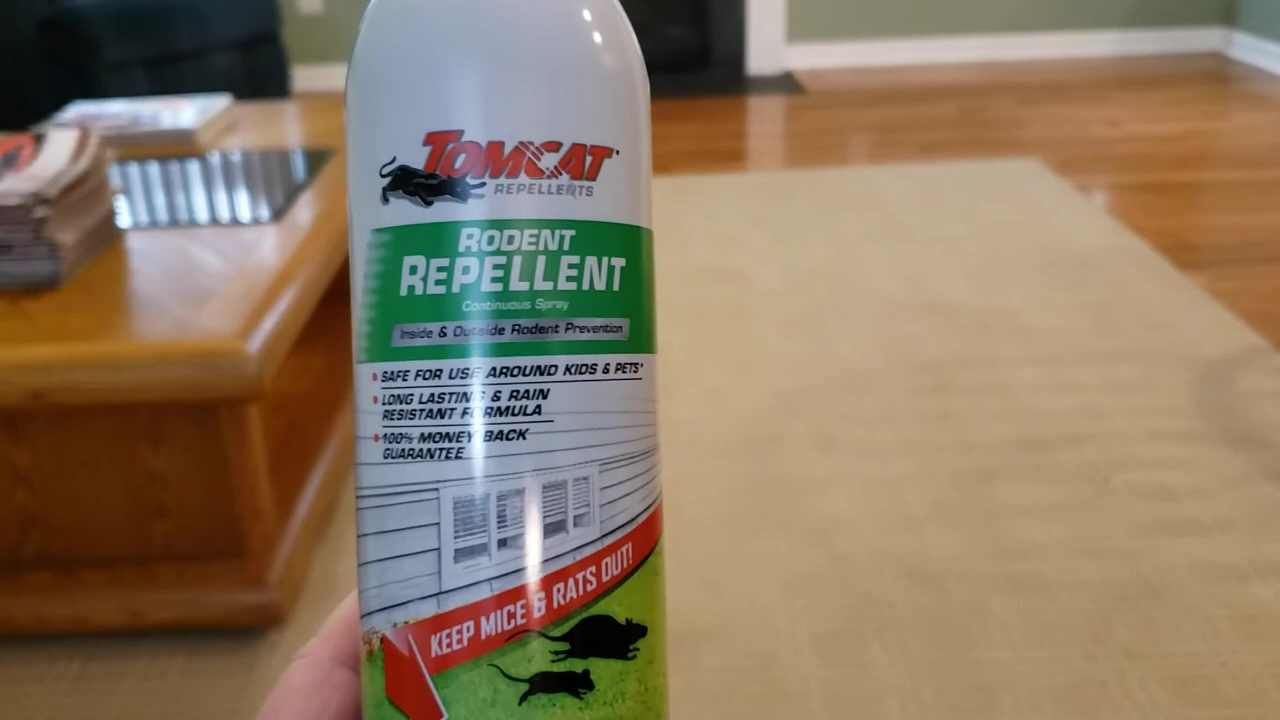 TOMCAT
REPELLENTS
RODENT
REPELLENT
Continuous Spray
Inside & Outside Rodent Prevention
SAFE FOR USE AROUND KIDS & PETS*
LONG LASTING & RAIN
RESISTANT FORMULA
100% MONEY BACK
GUARANTEE
KEEP MICE & RATS OUT!